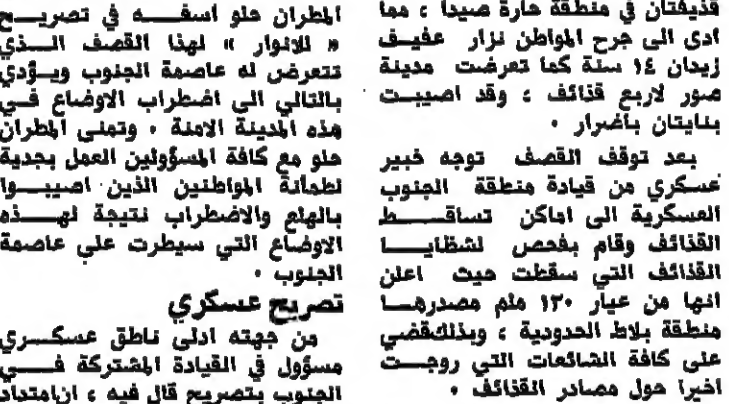 قذيفتان في منطقة حارة صيدا ، مما
ادى الى جرح المواطن نزار عفيف
زيدان ١٤ سنة كما تعرضت مدينة
صور لاربع قذائف ، وقد اصيبت
بنايتان بأضرار .
بعد توقف القصف توجه خبير
عسكري من قيادة منطقة الجنوب
العسكرية الى اماكن تساقط
القذائف وقام بفحص لشظايا
القذائف التي سقطت حيث اعلن
انها من عيار ١٢٠ ملم مصدرها
منطقة بلاط الحدودية ، وبذلك قضي
على كافة الشائعات التي روجت
اخيرا حول مصادر القذائف .
المطران حلو اسفه في تصريح
« للانوار » لهذا القصف الذي
تتعرض له عاصمة الجنوب ويؤدي
بالتالي الى اضطراب الاوضاع في
هذه المدينة الامنة . وتمنى المطران
حلو مع كافة المسؤولين العمل بجدية
لطمأنة المواطنين الذين اصيبوا
بالهلع والاضطراب نتيجة لهذه
الاوضاع التي سيطرت على عاصمة
الجنوب .
تصريح عسكري
من جهته ادلى ناطق عسكري
مسؤول في القيادة المشتركة في
الجنوب بتصريح قال فيه ، ان امتداد